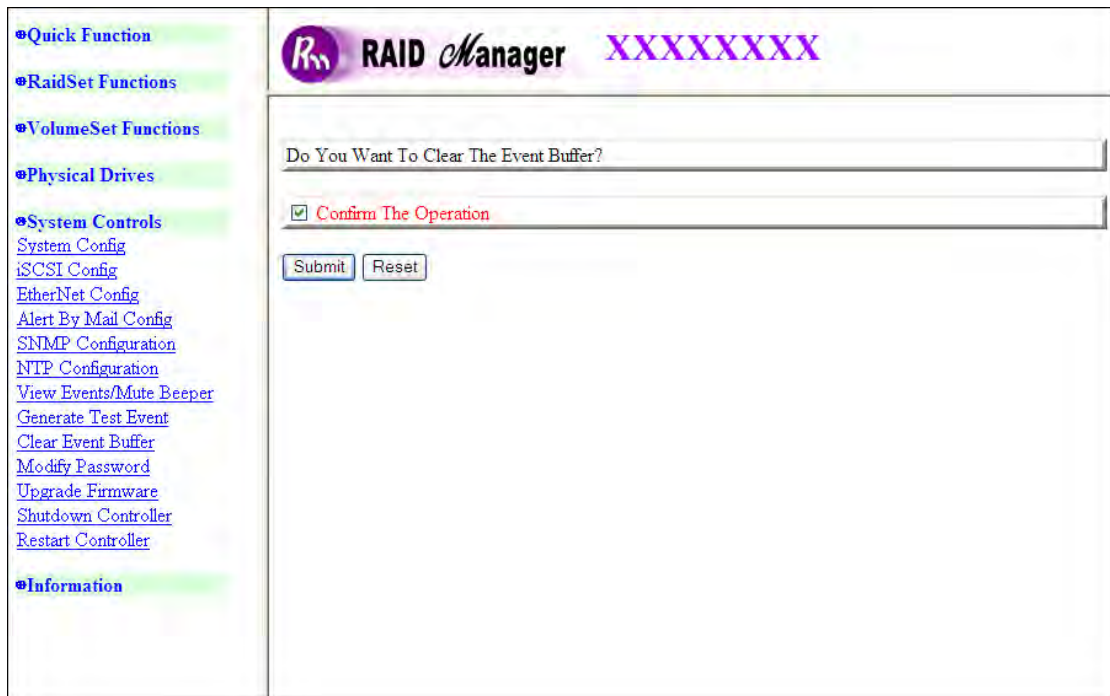 Quick Function
RaidSet Functions
VolumeSet Functions
Physical Drives
System Controls
System Config
iSCSI Config
EtherNet Config
Alert By Mail Config
SNMP Configuration
NTP Configuration
View Events/Mute Beeper
Generate Test Event
Clear Event Buffer
Modify Password
Upgrade Firmware
Shutdown Controller
Restart Controller
Information
Rm RAID Manager XXXXXXXX
Do You Want To Clear The Event Buffer?
Confirm The Operation
Submit Reset